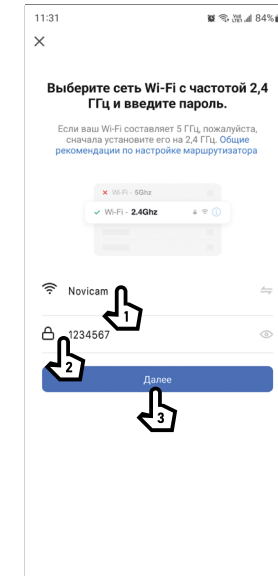 11:31
84%
Выберите сеть Wi-Fi с частотой 2,4
ГГц и введите пароль.
Если ваш Wi-Fi составляет 5 ГГц, пожалуйста,
сначала установите его на 2,4 ГГц. Общие
рекомендации по настройке маршрутизатора
Wi-Fi - 5Ghz
Wi-Fi - 2.4Ghz
Novicam
1
1234567
2
Далее
3